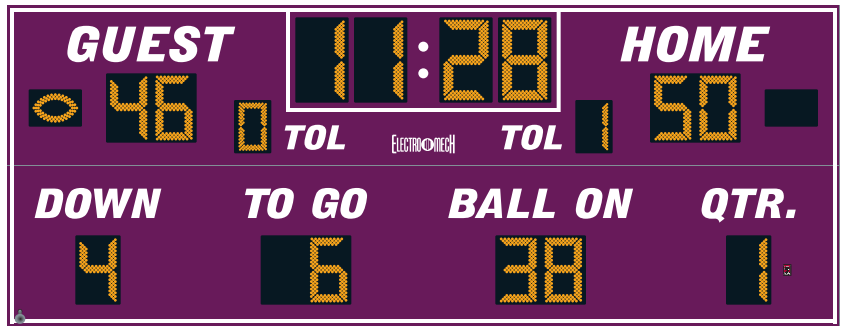 GUEST 11:28 HOME
46 50
0 TOL ELECTRO MECH TOL 1
DOWN TO GO BALL ON QTR.
4 6 38 1